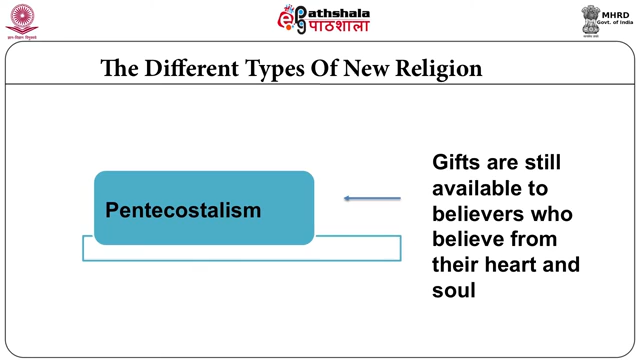 Pathshala
पाठशाला
MHRD
Govt. of India
The Different Types Of New Religion
Pentecostalism
Gifts are still
available to
believers who
believe from
their heart and
soul